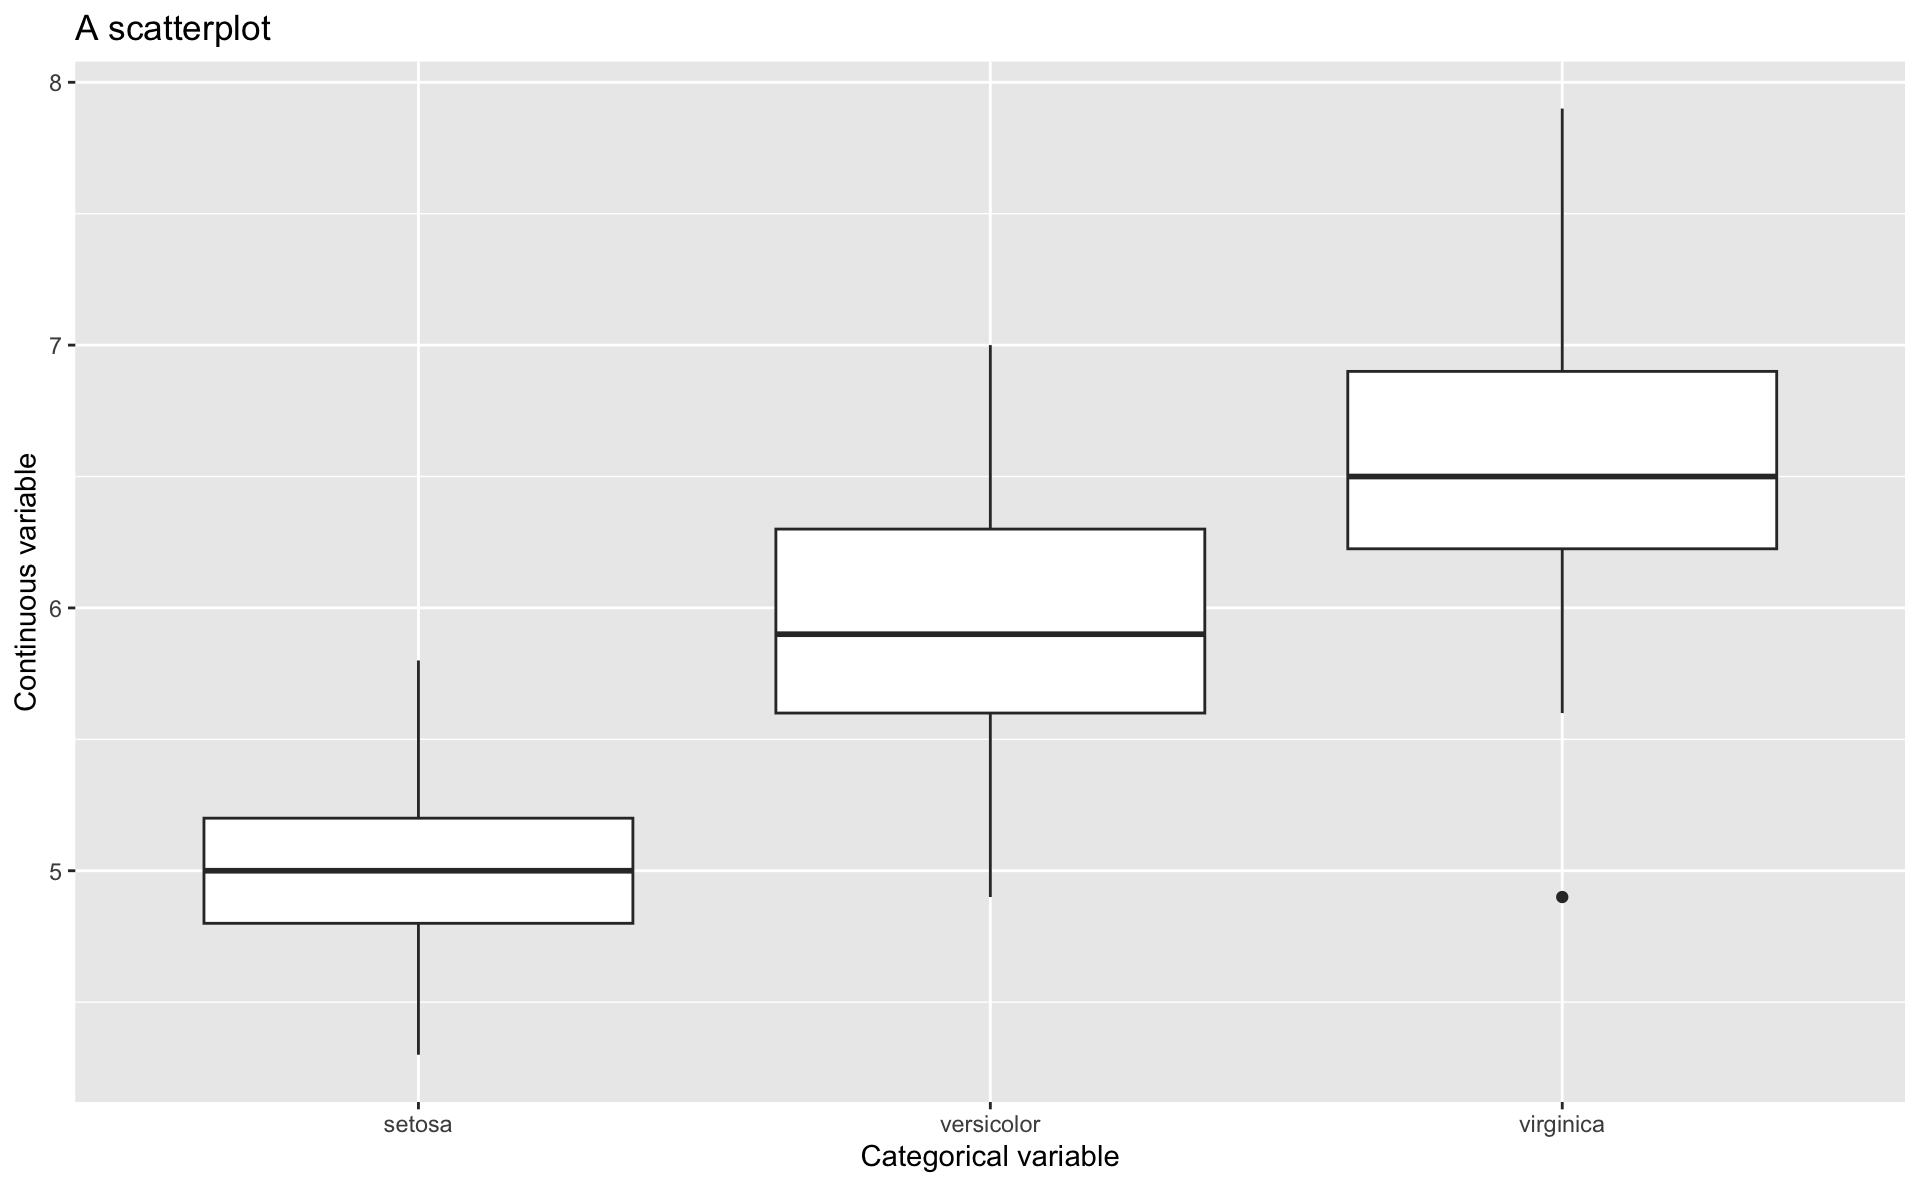 A scatterplot
8
7
6
5
Continuous variable
setosa versicolor virginica
Categorical variable